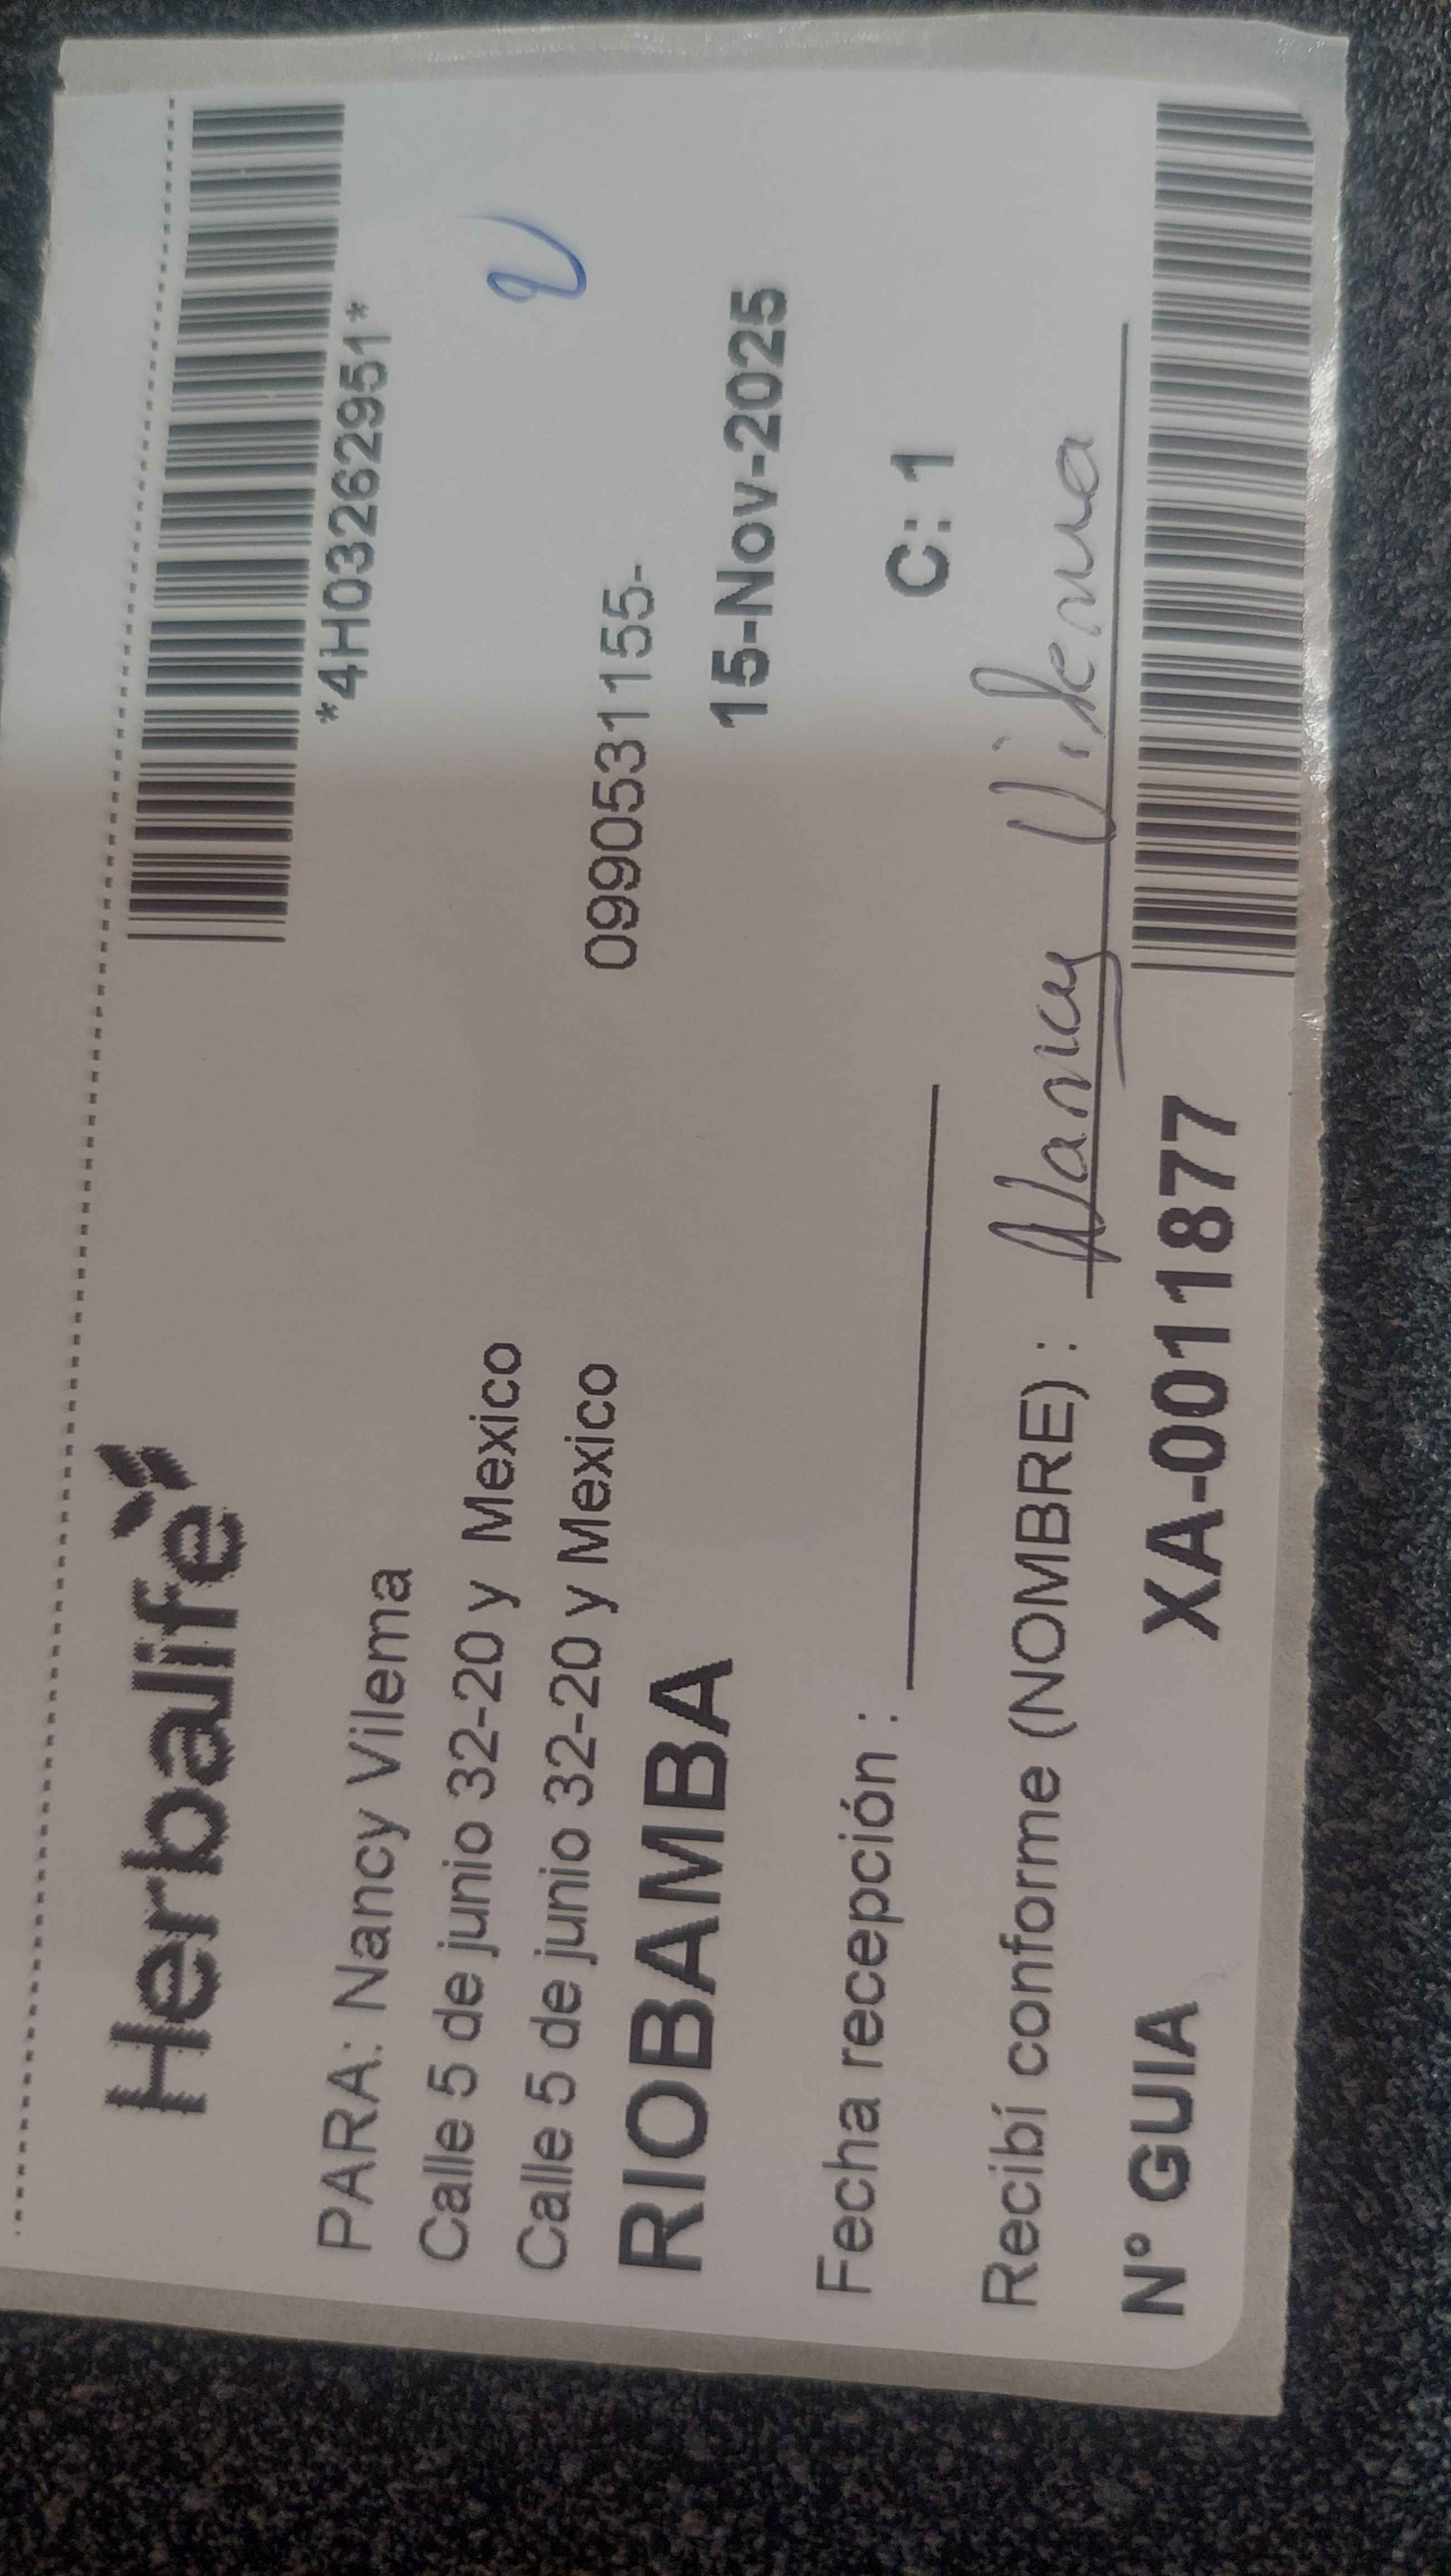 Herbalife
*4H03262951*
PARA: Nancy Vilema
Calle 5 de junio 32-20 y Mexico
Calle 5 de junio 32-20 y Mexico
0990531155-
RIOBAMBA
15-Nov-2025
Fecha recepción :
C: 1
Recibí conforme (NOMBRE) : Nancy Vilema
N° GUIA XA-0011877